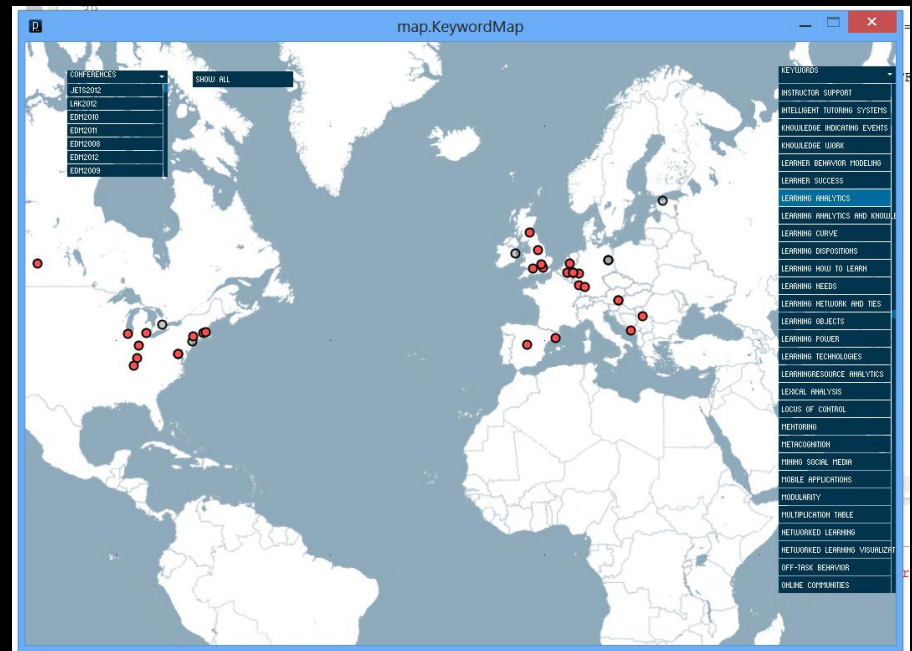 map.KeywordMap
CONFERENCES
JETS2012
LAK2012
EDM2010
EDM2011
EDM2008
EDM2012
EDM2009
SHOW ALL
KEYWORDS
INSTRUCTOR SUPPORT
INTELLIGENT TUTORING SYSTEMS
KNOWLEDGE INDICATING EVENTS
KNOWLEDGE WORK
LEARNER BEHAVIOR MODELING
LEARNER SUCCESS
LEARNING ANALYTICS
LEARNING ANALYTICS AND KNOWLE
LEARNING CURVE
LEARNING DISPOSITIONS
LEARNING HOW TO LEARN
LEARNING NEEDS
LEARNING NETWORK AND TIES
LEARNING OBJECTS
LEARNING POWER
LEARNING TECHNOLOGIES
LEARNINGRESOURCE ANALYTICS
LEXICAL ANALYSIS
LOCUS OF CONTROL
MENTORING
METACOGNITION
MINING SOCIAL MEDIA
MOBILE APPLICATIONS
MODULARITY
MULTIPLICATION TABLE
NETWORKED LEARNING
NETWORKED LEARNING VISUALIZAT
OFF-TASK BEHAVIOR
ONLINE COMMUNITIES